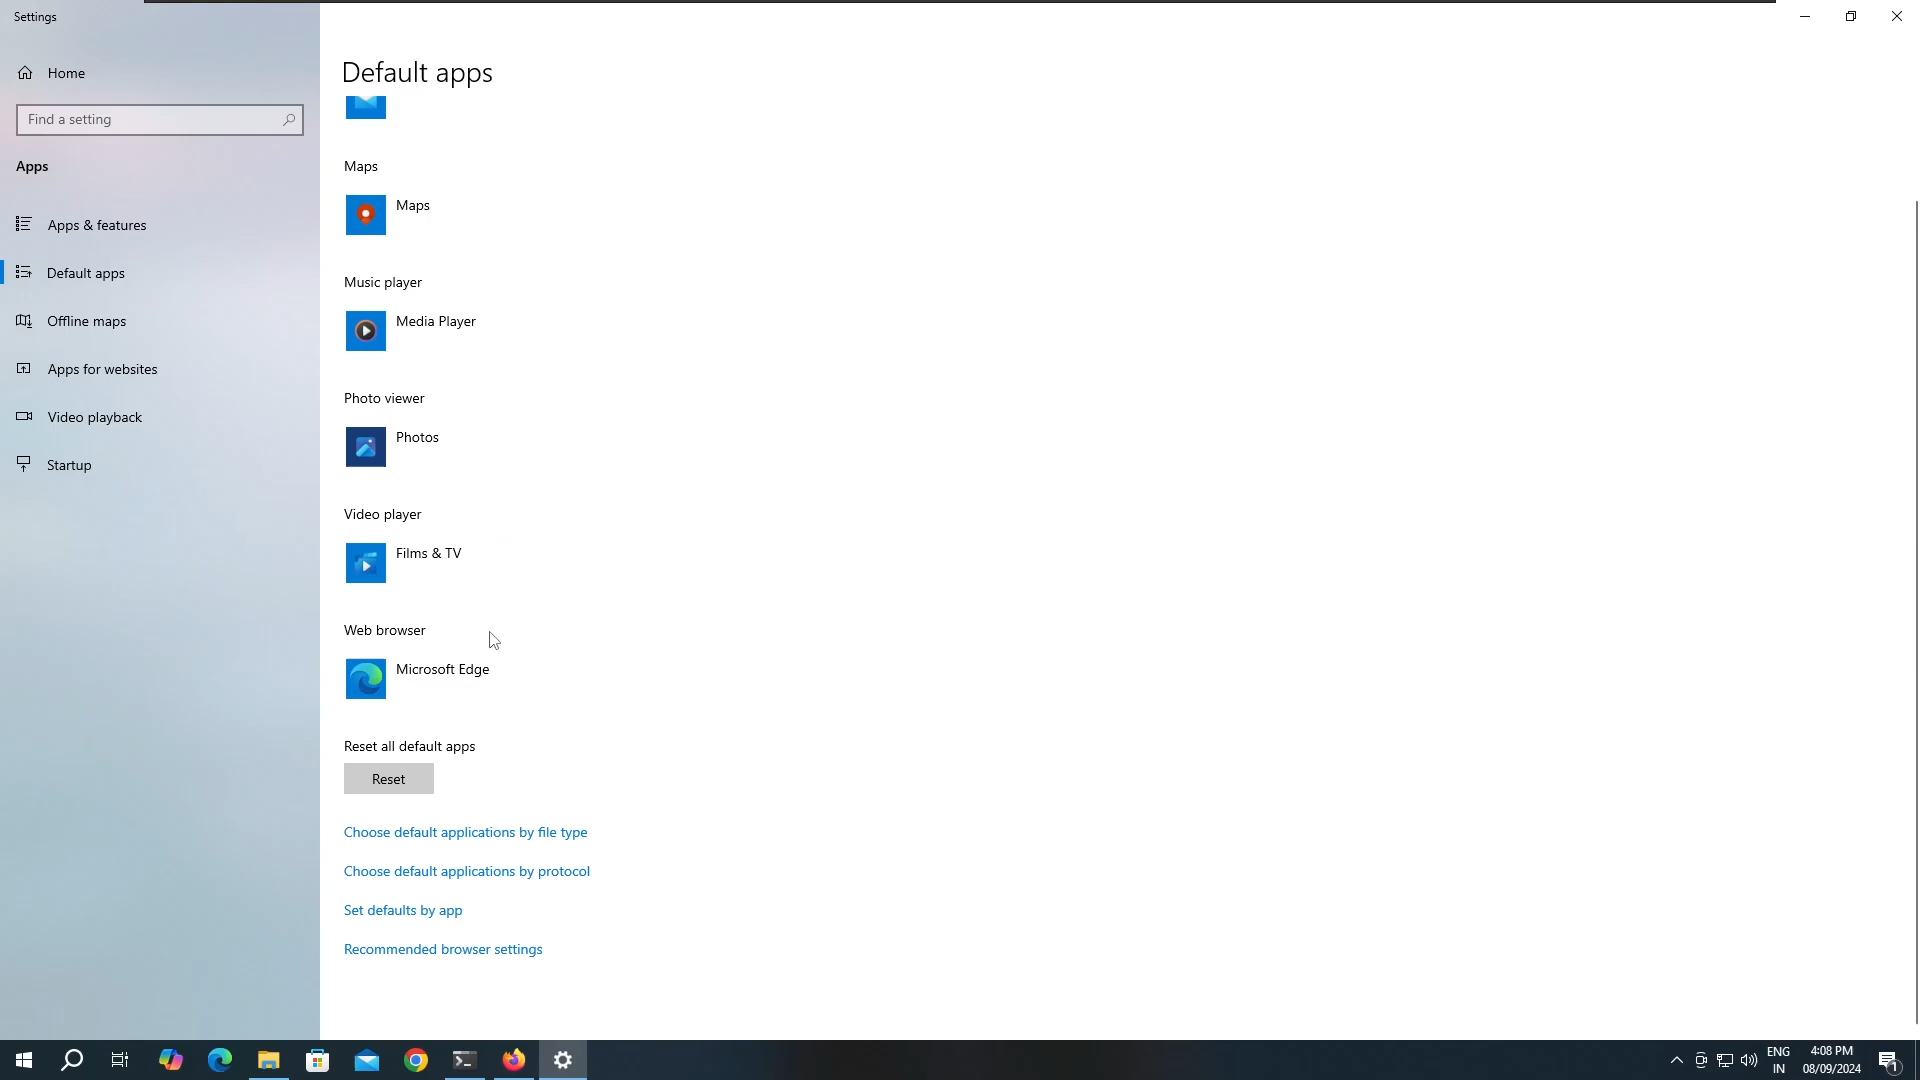 Settings
Home
Find a setting
Apps
Apps & features
Default apps
Offline maps
Apps for websites
Video playback
Startup
Default apps
Maps
Maps
Music player
Media Player
Photo viewer
Photos
Video player
Films & TV
Web browser
Microsoft Edge
Reset all default apps
Reset
Choose default applications by file type
Choose default applications by protocol
Set defaults by app
Recommended browser settings
ENG
IN
4:08 PM
08/09/2024
1